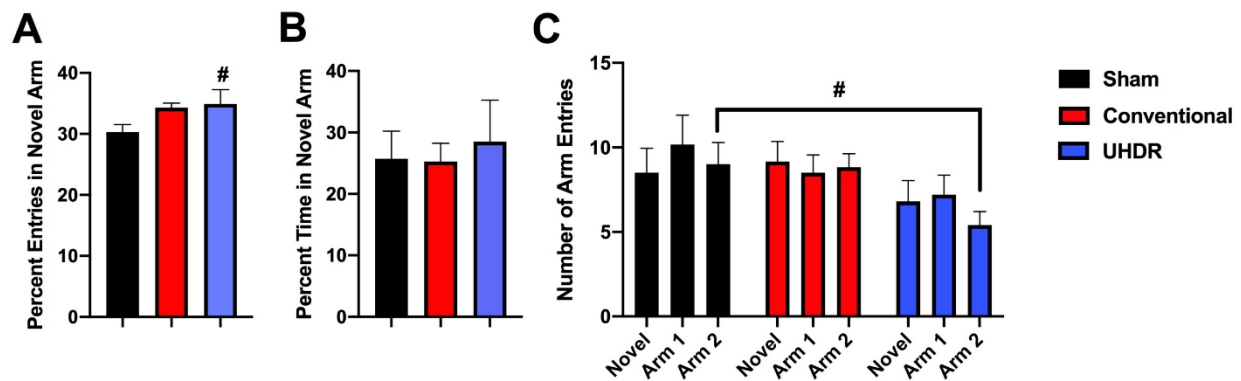 A
Percent Entries in Novel Arm
40
30
20
10
0
#
B
Percent Time in Novel Arm
40
30
20
10
0
C
Number of Arm Entries
15
10
5
0
#
Novel
Arm 1
Arm 2
Novel
Arm 1
Arm 2
Novel
Arm 1
Arm 2
Sham
Conventional
UHDR